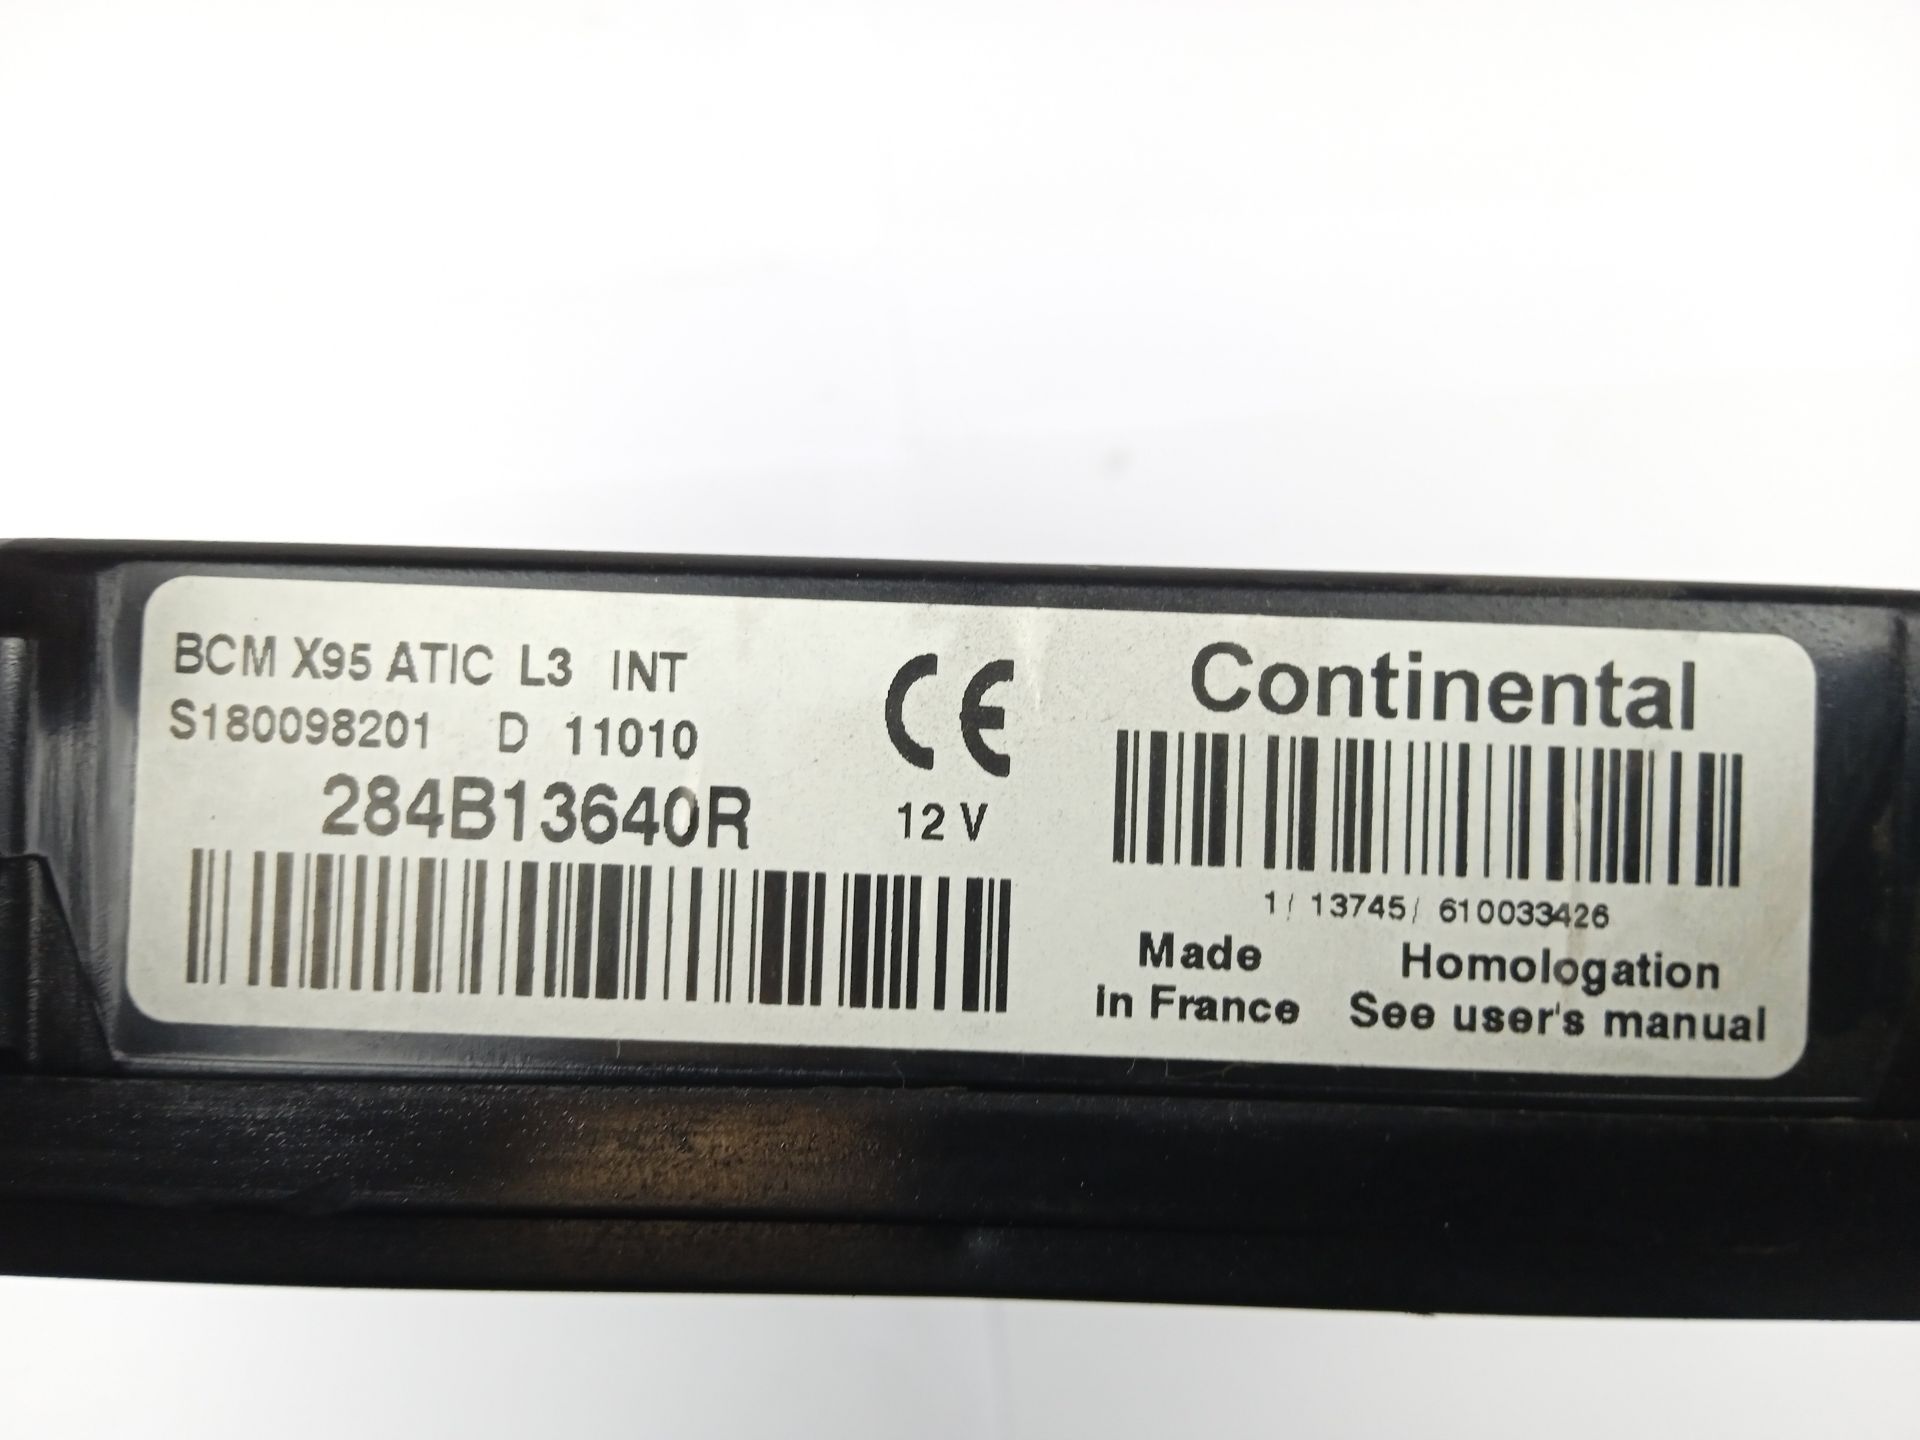 BCM X95 ATIC L3 INT
S180098201 D 11010
284B13640R
CE
12 V
Continental
1/ 13745/ 610033426
Made
in France
Homologation
See user's manual